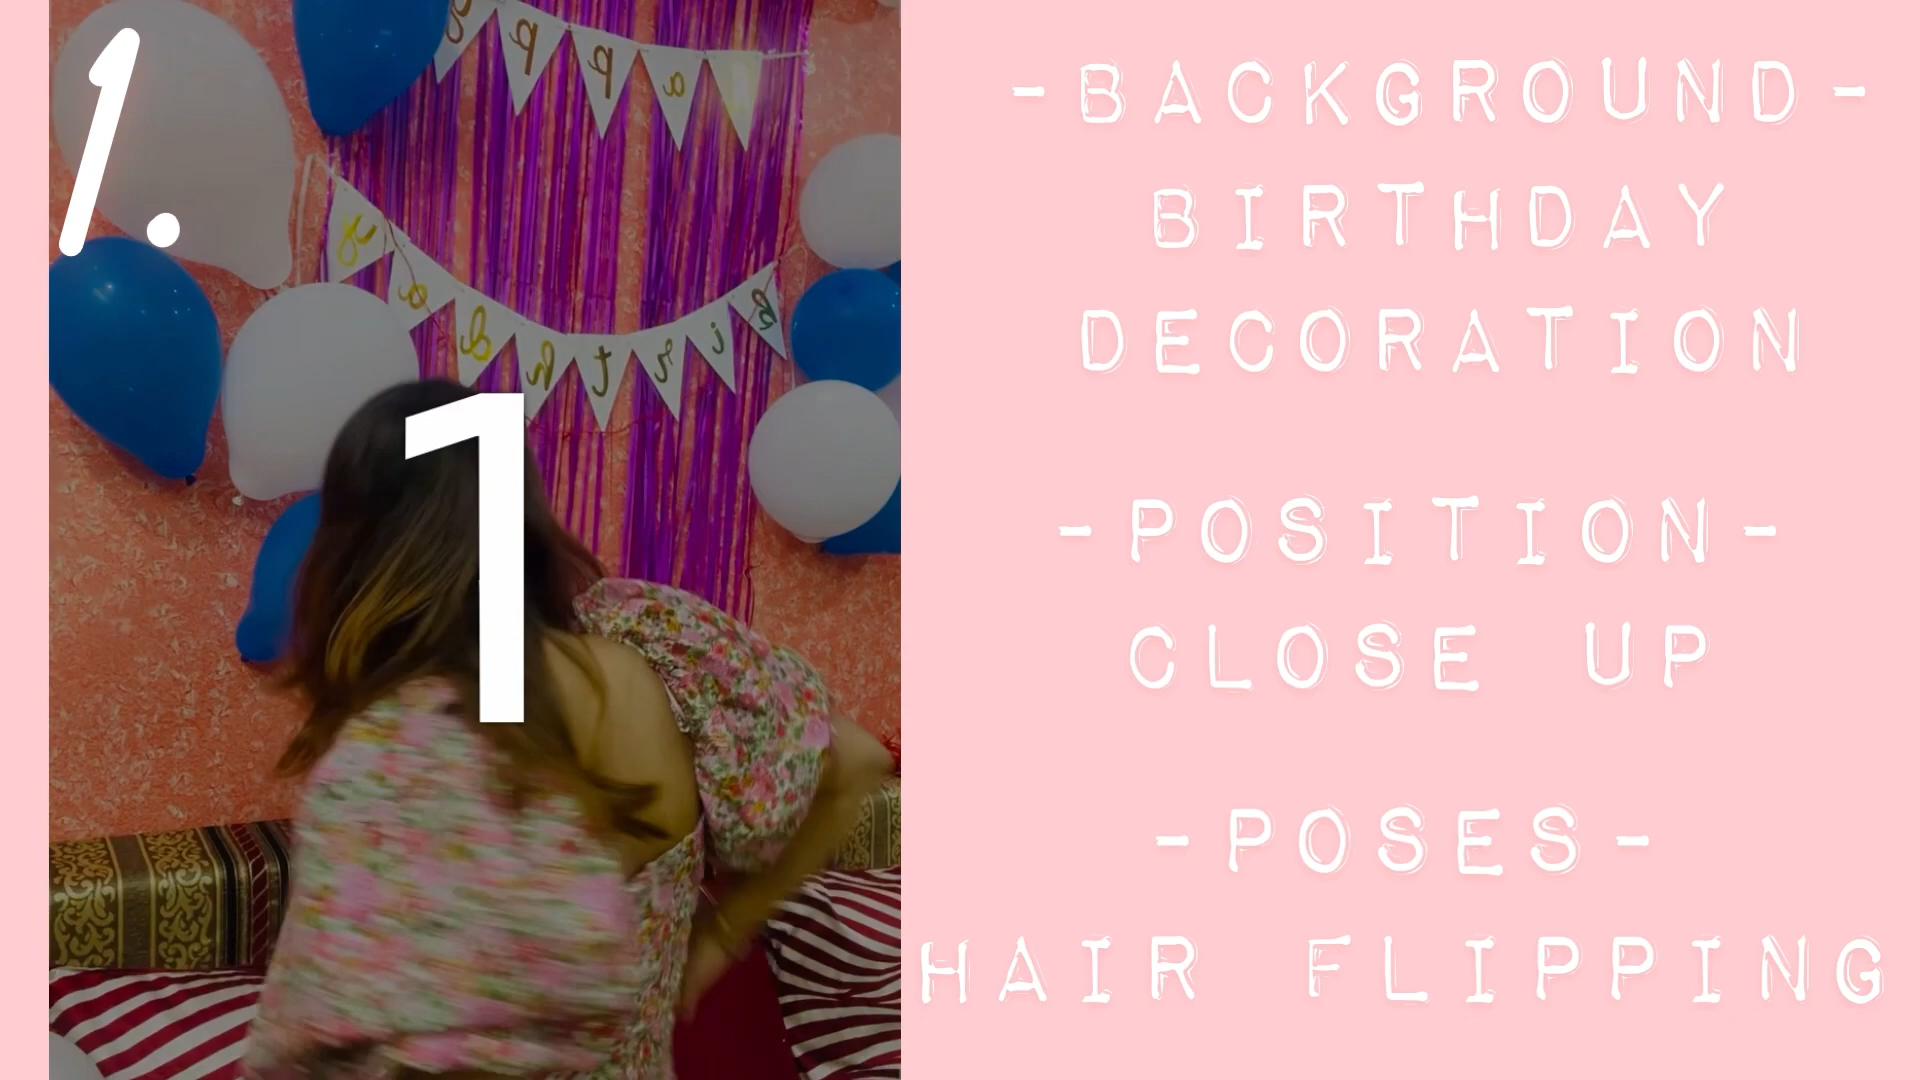 1.
1
-BACKGROUND-
BIRTHDAY
DECORATION
-POSITION-
CLOSE UP
-POSES-
HAIR FLIPPING